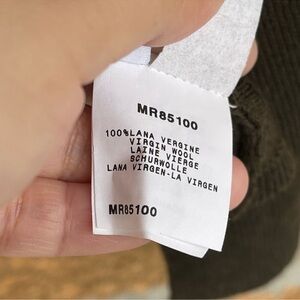 MR85100
100%LANA VERGINE
VIRGIN WOOL
LAINE VIERGE
SCHURWOLLE
LANA VIRGEN-LA VIRGEN
MR85100